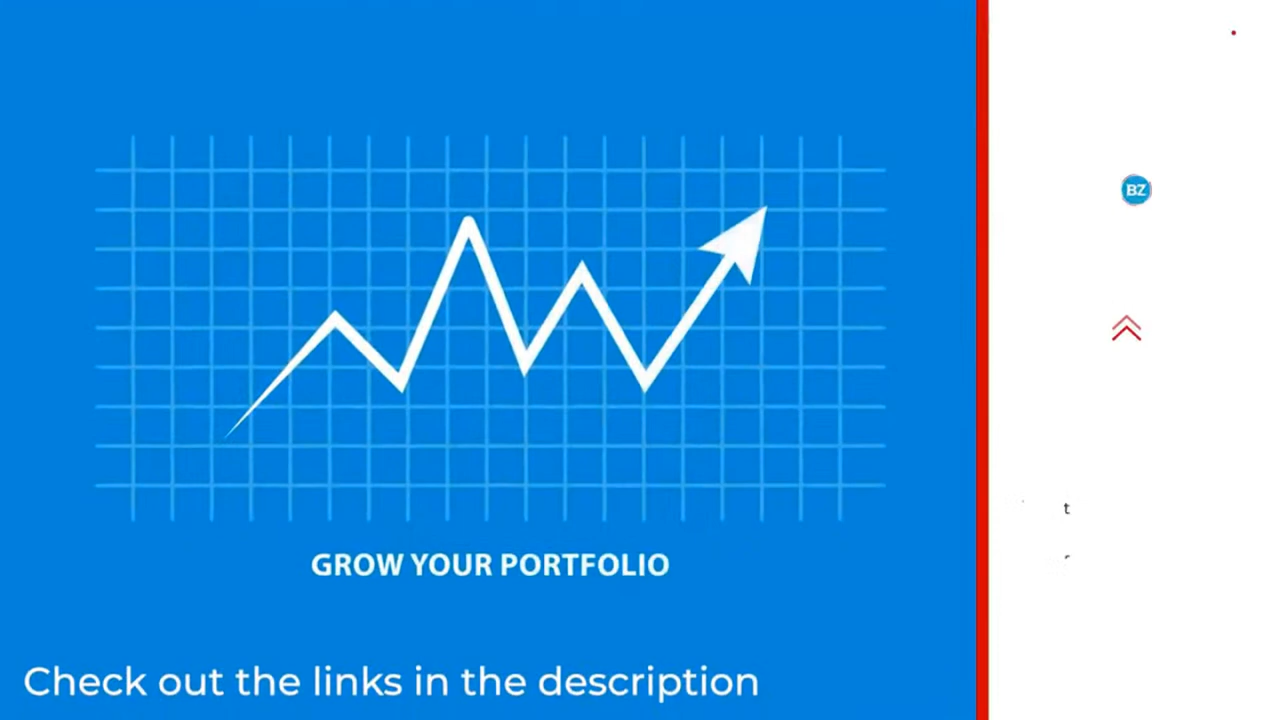 BZ
t
GROW YOUR PORTFOLIO
Check out the links in the description